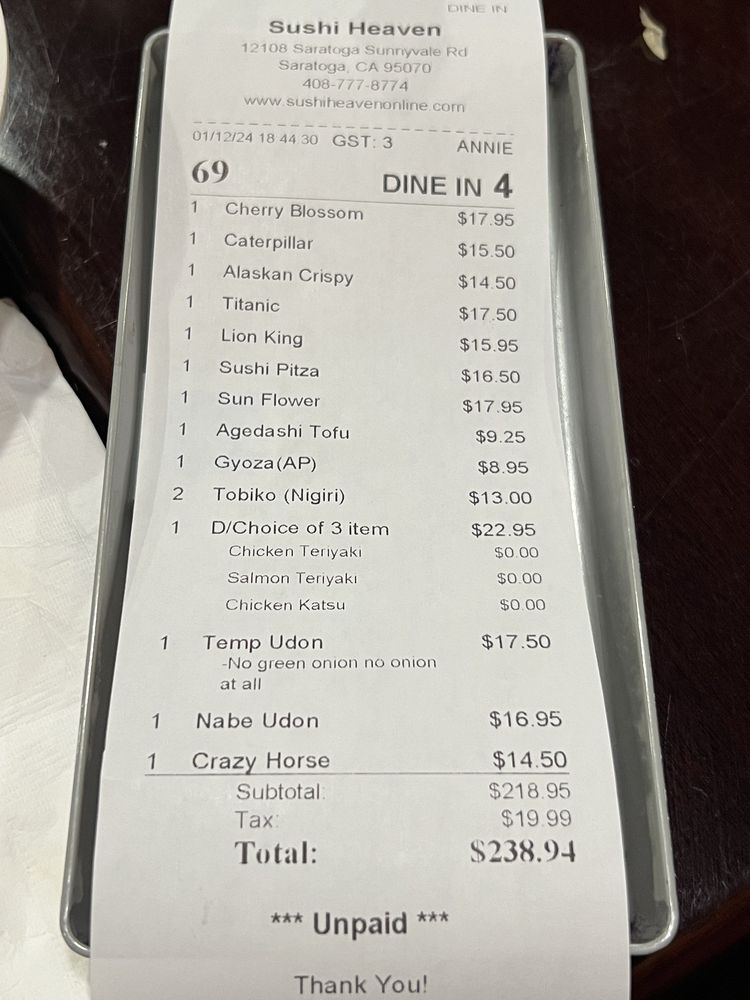 DINE IN
Sushi Heaven
12108 Saratoga Sunnyvale Rd
Saratoga, CA 95070
408-777-8774
www.sushiheavenonline.com
01/12/24 18 44 30 GST: 3 ANNIE
69 DINE IN 4
1 Cherry Blossom $17.95
1 Caterpillar $15.50
1 Alaskan Crispy $14.50
1 Titanic $17.50
1 Lion King $15.95
1 Sushi Pitza $16.50
1 Sun Flower $17.95
1 Agedashi Tofu $9.25
1 Gyoza(AP) $8.95
2 Tobiko (Nigiri) $13.00
1 D/Choice of 3 item $22.95
Chicken Teriyaki $0.00
Salmon Teriyaki $0.00
Chicken Katsu $0.00
1 Temp Udon $17.50
-No green onion no onion
at all
1 Nabe Udon $16.95
1 Crazy Horse $14.50
Subtotal: $218.95
Tax: $19.99
Total: $238.94
*** Unpaid ***
Thank You!